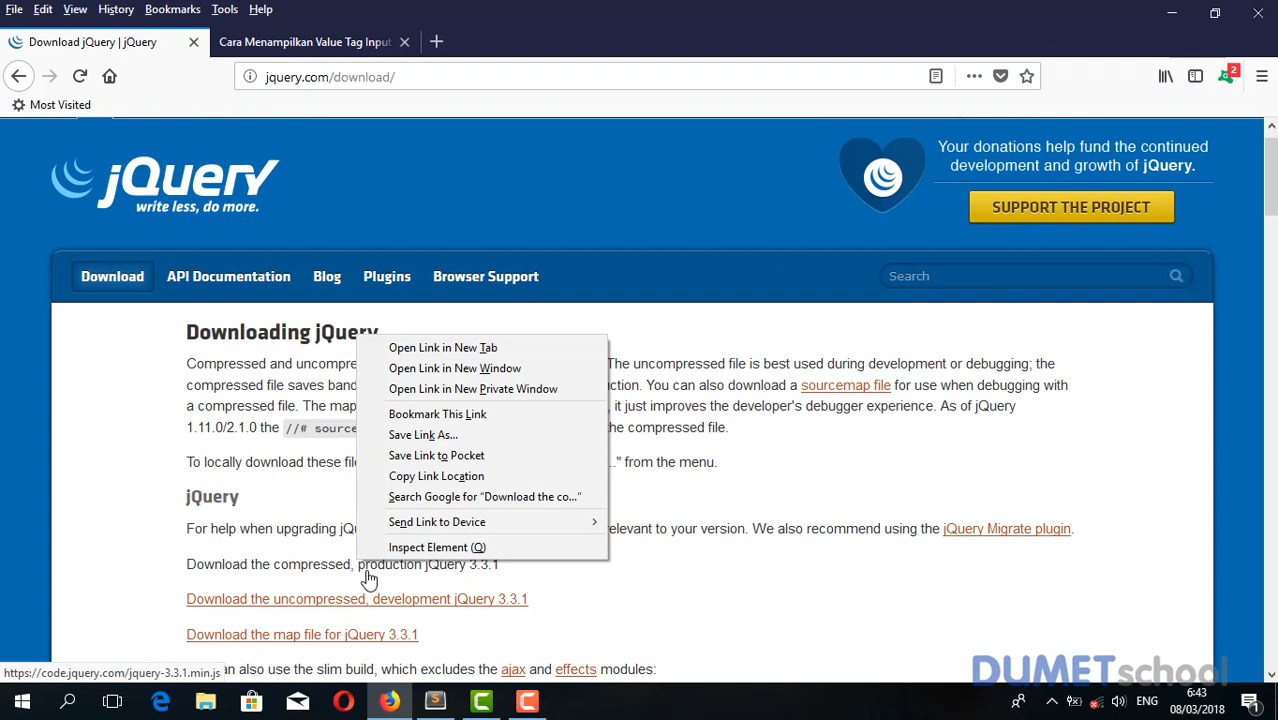 File Edit View History Bookmarks Tools Help
Download jQuery | jQuery
Cara Menampilkan Value Tag Input
jquery.com/download/
2
Most Visited
jQuery
write less, do more.
Your donations help fund the continued
development and growth of jQuery.
SUPPORT THE PROJECT
Download API Documentation Blog Plugins Browser Support
Search
Downloading jQuery
Compressed and uncompre
The uncompressed file is best used during development or debugging; the
compressed file saves band
ction. You can also download a sourcemap file for use when debugging with
a compressed file. The map
, it just improves the developer's debugger experience. As of jQuery
1.11.0/2.1.0 the //# source
the compressed file.
To locally download these file
.." from the menu.
jQuery
For help when upgrading jQu
relevant to your version. We also recommend using the jQuery Migrate plugin.
Download the compressed, production jQuery 3.3.1
Download the uncompressed, development jQuery 3.3.1
Download the map file for jQuery 3.3.1
an also use the slim build, which excludes the ajax and effects modules:
Open Link in New Tab
Open Link in New Window
Open Link in New Private Window
Bookmark This Link
Save Link As...
Save Link to Pocket
Copy Link Location
Search Google for “Download the co...”
Send Link to Device
Inspect Element (Q)
https://code.jquery.com/jquery-3.3.1.min.js
DUMETschool
ENG
6:43
08/03/2018
1